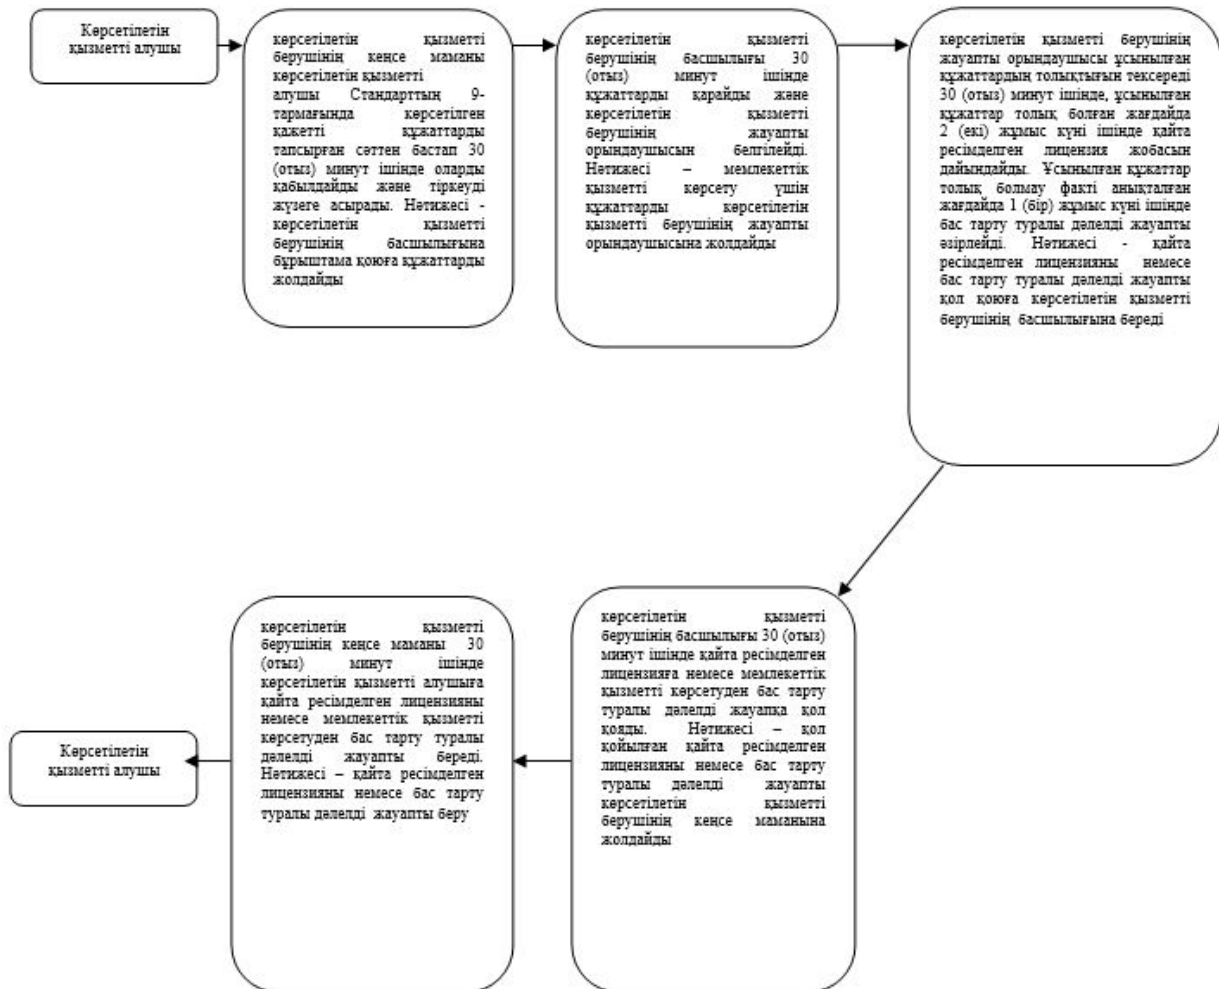 Көрсетілетін
қызметті алушы
көрсетілетін қызметті
берушінің кеңсе маманы
көрсетілетін қызметті
алушы Стандарттың 9-
тармағында көрсетілген
қажетті құжаттарды
тапсырған сәттен бастап 30
(отыз) минут ішінде оларды
қабылдайды және тіркеуді
жүзеге асырады. Нәтижесі -
көрсетілетін қызметті
берушінің басшылығына
бұрыштама қоюға құжаттарды
жолдайды
көрсетілетін қызметті
берушінің басшылығы 30
(отыз) минут ішінде
құжаттарды қарайды және
көрсетілетін қызметті
берушінің жауапты
орындаушысын белгілейді.
Нәтижесі – мемлекеттік
қызметті көрсету үшін
құжаттарды көрсетілетін
қызметті берушінің жауапты
орындаушысына жолдайды
көрсетілетін қызметті берушінің
жауапты орындаушысы ұсынылған
құжаттардың толықтығын тексереді
30 (отыз) минут ішінде, ұсынылған
құжаттар толық болған жағдайда
2 (екі) жұмыс күні ішінде қайта
ресімделген лицензия жобасын
дайындайды. Ұсынылған құжаттар
толық болмау факті анықталған
жағдайда 1 (бір) жұмыс күні ішінде
бас тарту туралы дәлелді жауапты
әзірлейді. Нәтижесі - қайта
ресімделген лицензияны немесе
бас тарту туралы дәлелді жауапты
қол қоюға көрсетілетін қызметті
берушінің басшылығына береді
көрсетілетін қызметті
берушінің басшылығы 30 (отыз)
минут ішінде қайта ресімделген
лицензияға немесе мемлекеттік
қызметті көрсетуден бас тарту
туралы дәлелді жауапқа қол
қояды. Нәтижесі – қол
қойылған қайта ресімделген
лицензияны немесе бас тарту
туралы дәлелді жауапты
көрсетілетін қызметті
берушінің кеңсе маманына
жолдайды
көрсетілетін қызметті
берушінің кеңсе маманы 30
(отыз) минут ішінде
көрсетілетін қызметті алушыға
қайта ресімделген лицензияны
немесе мемлекеттік қызметті
көрсетуден бас тарту туралы
дәлелді жауапты береді.
Нәтижесі – қайта ресімделген
лицензияны немесе бас тарту
туралы дәлелді жауапты беру
Көрсетілетін
қызметті алушы